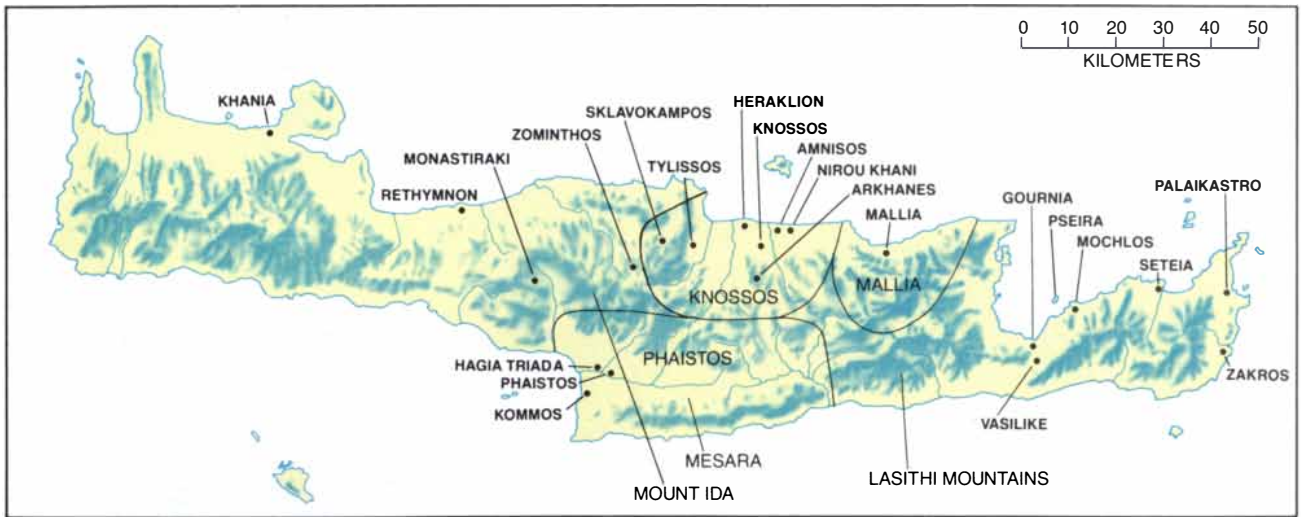 0 10 20 30 40 50
KILOMETERS
KHANIA
SKLAVOKAMPOS
HERAKLION
ZOMINTHOS
KNOSSOS
MONASTIRAKI
TYLISSOS
AMNISOS
NIROU KHANI
RETHYMNON
ARKHANES
MALLIA
GOURNIA
PALAIKASTRO
PSEIRA
MOCHLOS
SETEIA
KNOSSOS
MALLIA
HAGIA TRIADA
PHAISTOS
PHAISTOS
KOMMOS
ZAKROS
VASILIKE
MESARA
MOUNT IDA
LASITHI MOUNTAINS